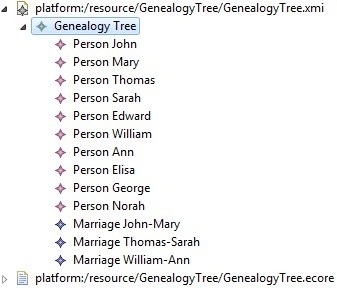 platform:/resource/GenealogyTree/GenealogyTree.xmi
Genealogy Tree
Person John
Person Mary
Person Thomas
Person Sarah
Person Edward
Person William
Person Ann
Person Elisa
Person George
Person Norah
Marriage John-Mary
Marriage Thomas-Sarah
Marriage William-Ann
platform:/resource/GenealogyTree/GenealogyTree.ecore